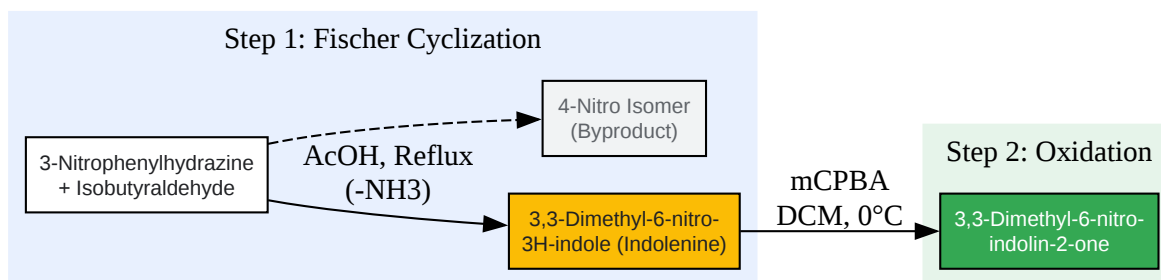 Step 1: Fischer Cyclization
4-Nitro Isomer
(Byproduct)
3-Nitrophenylhydrazine
+ Isobutyraldehyde
AcOH, Reflux
(-NH3)
3,3-Dimethyl-6-nitro-
3H-indole (Indolenine)
mCPBA
DCM, 0°C
Step 2: Oxidation
3,3-Dimethyl-6-nitro-
indolin-2-one